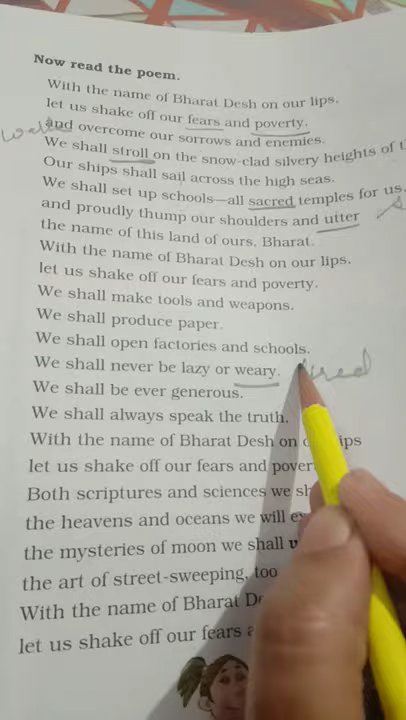 Now read the poem.
With the name of Bharat Desh on our lips,
let us shake off our fears and poverty.
and overcome our sorrows and enemies.
We shall stroll on the snow-clad silvery heights of
Our ships shall sail across the high seas.
We shall set up schools—all sacred temples for us,
and proudly thump our shoulders and utter
the name of this land of ours, Bharat.
With the name of Bharat Desh on our lips,
let us shake off our fears and poverty.
We shall make tools and weapons.
We shall produce paper.
We shall open factories and schools.
We shall never be lazy or weary.
We shall be ever generous.
We shall always speak the truth.
With the name of Bharat Desh on
let us shake off our fears and
Both scriptures and sciences we
the heavens and oceans we will
the mysteries of moon we shall
the art of street-sweeping, too
With the name of Bharat
let us shake off our fears